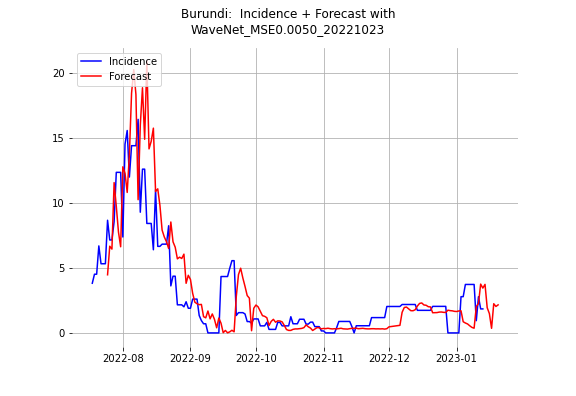 Burundi:  Incidence + Forecast with
WaveNet_MSE0.0050_20221023
Incidence
Forecast
20
15
10
5
0
2022-08 2022-09 2022-10 2022-11 2022-12 2023-01